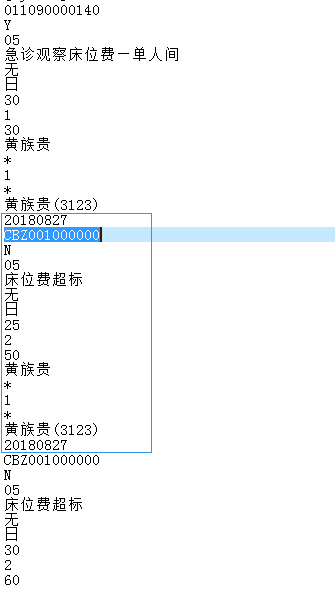 011090000140
Y
05
急诊观察床位费－单人间
无
日
30
1
30
黄族贵
*
1
*
黄族贵(3123)
20180827
CBZ001000000
N
05
床位费超标
无
日
25
2
50
黄族贵
*
1
*
黄族贵(3123)
20180827
CBZ001000000
N
05
床位费超标
无
日
30
2
60